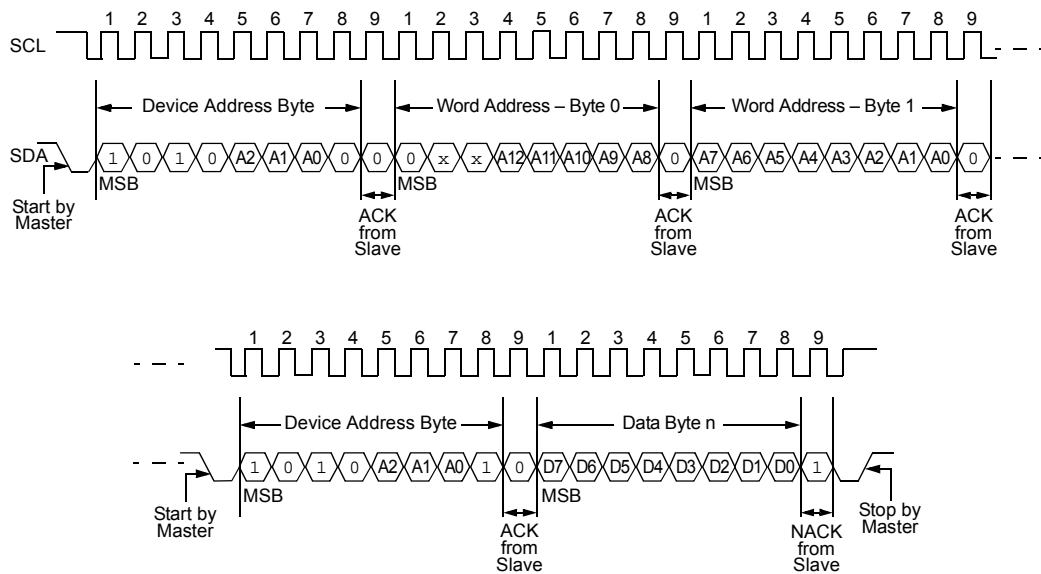 1 2 3 4 5 6 7 8 9 1 2 3 4 5 6 7 8 9 1 2 3 4 5 6 7 8 9
SCL
Device Address Byte Word Address – Byte 0 Word Address – Byte 1
SDA 1 0 1 0 A2 A1 A0 0 0 0 x x A12 A11 A10 A9 A8 0 A7 A6 A5 A4 A3 A2 A1 A0 0
MSB MSB MSB
Start by
Master
ACK
from
Slave
ACK
from
Slave
ACK
from
Slave
1 2 3 4 5 6 7 8 9 1 2 3 4 5 6 7 8 9
Device Address Byte Data Byte n
1 0 1 0 A2 A1 A0 1 0 D7 D6 D5 D4 D3 D2 D1 D0 1
MSB MSB
Start by
Master
ACK
from
Slave
NACK
from
Slave
Stop by
Master